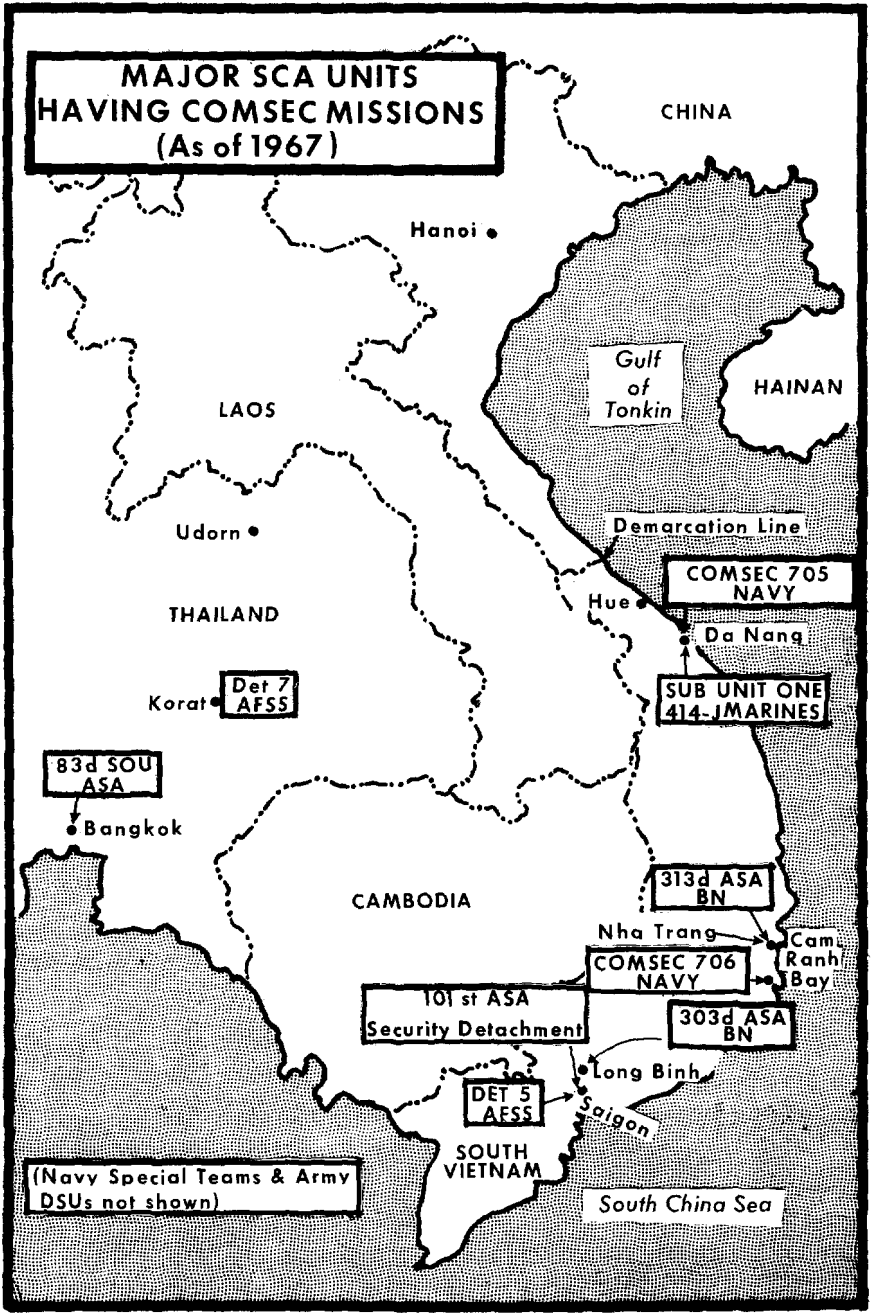 MAJOR SCA UNITS
HAVING COMSEC MISSIONS
(As of 1967)
CHINA
Hanoi
Gulf
of
Tonkin
HAINAN
LAOS
Udorn
Demarcation Line
COMSEC 705
NAVY
THAILAND
Hue
Da Nang
Det 7
AFSS
Korat
SUB UNIT ONE
414-J MARINES
83d SOU
ASA
Bangkok
CAMBODIA
313d ASA
BN
Nha Trang
Cam
Ranh
Bay
COMSEC 706
NAVY
101 st ASA
Security Detachment
303d ASA
BN
Long Binh
DET 5
AFSS
Saigon
SOUTH
VIETNAM
(Navy Special Teams & Army
DSUs not shown)
South China Sea